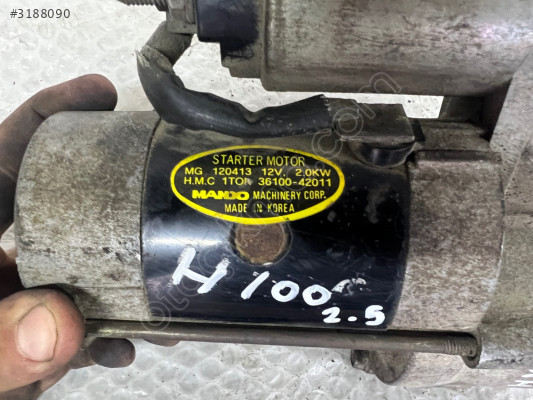 #3188090
STARTER MOTOR
MG 120413 12V. 2.0KW
H.M.C 1TON 36100-42011
MANDO MACHINERY CORP.
MADE IN KOREA
H 100
2.5